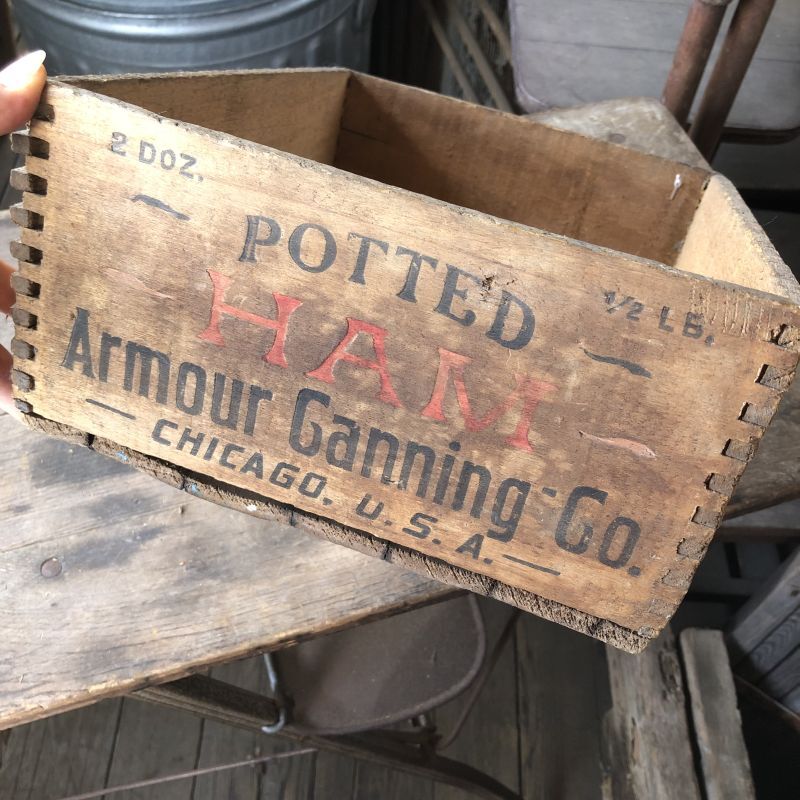 2 DOZ.
POTTED
1/2 LB.
HAM
Armour Canning Co.
CHICAGO, U.S.A.